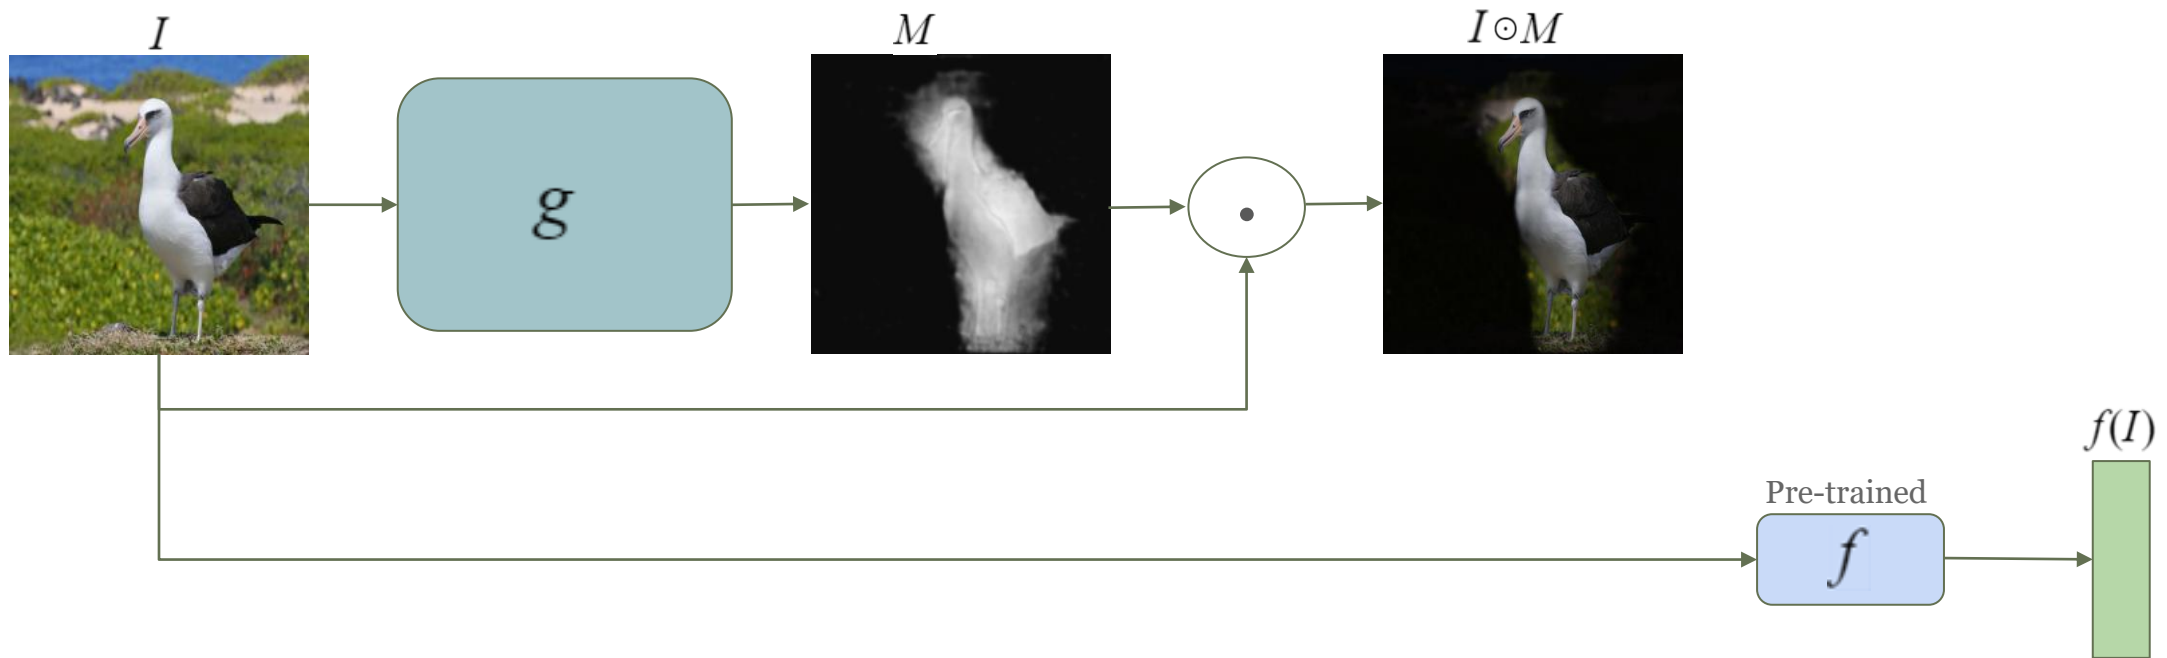 I
M
I ⊙ M
g
f(I)
Pre-trained
f